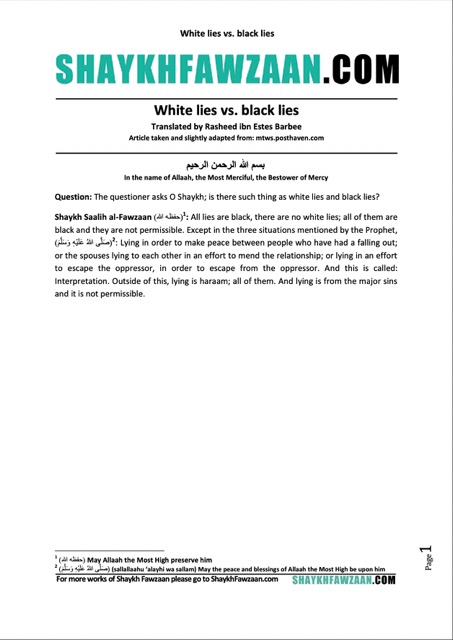 White lies vs. black lies
SHAYKHFAWZAAN.COM
White lies vs. black lies
Translated by Rasheed ibn Estes Barbee
Article taken and slightly adapted from: mtws.posthaven.com
بسم الله الرحمن الرحيم
In the name of Allaah, the Most Merciful, the Bestower of Mercy
Question: The questioner asks O Shaykh; is there such thing as white lies and black lies?
Shaykh Saalih al-Fawzaan (حفظه الله)1: All lies are black, there are no white lies; all of them are
black and they are not permissible. Except in the three situations mentioned by the Prophet,
(صَلَّى اللهُ عَلَيْهِ وَسَلَّمَ)2: Lying in order to make peace between people who have had a falling out;
or the spouses lying to each other in an effort to mend the relationship; or lying in an effort
to escape the oppressor, in order to escape from the oppressor. And this is called:
Interpretation. Outside of this, lying is haraam; all of them. And lying is from the major sins
and it is not permissible.
1 (حفظه الله) May Allaah the Most High preserve him
2 (صَلَّى اللهُ عَلَيْهِ وَسَلَّمَ) (sallallaahu ‘alayhi wa sallam) May the peace and blessings of Allaah the Most High be upon him
For more works of Shaykh Fawzaan please go to ShaykhFawzaan.com SHAYKHFAWZAAN.COM
Page 1